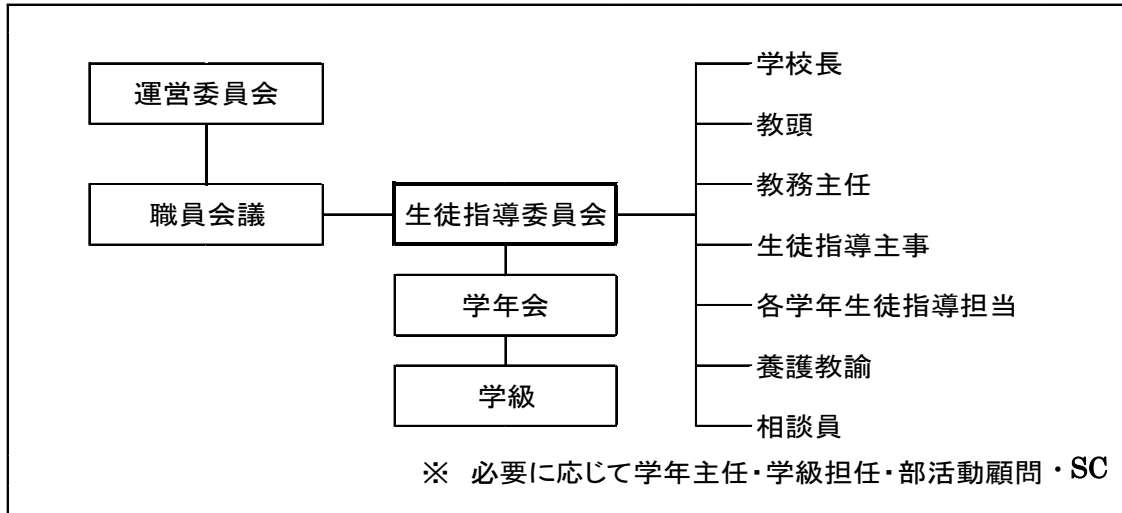 運営委員会
職員会議
生徒指導委員会
学年会
学級
学校長
教頭
教務主任
生徒指導主事
各学年生徒指導担当
養護教諭
相談員
※ 必要に応じて学年主任・学級担任・部活動顧問・SC